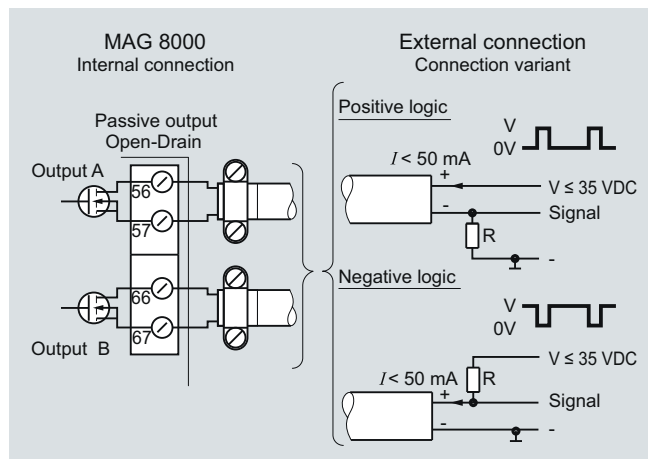 MAG 8000
Internal connection
External connection
Connection variant
Passive output
Open-Drain
Output A
56
57
66
67
Output B
Positive logic
V
0V
I < 50 mA
+
V ≤ 35 VDC
-
Signal
R
-
Negative logic
V
0V
V ≤ 35 VDC
I < 50 mA
R
+
Signal
-
-